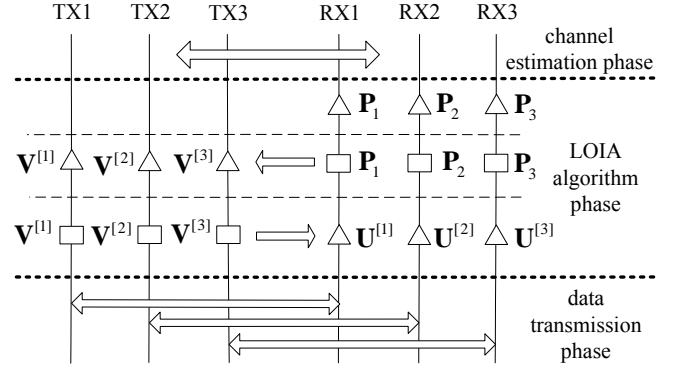 TX1 TX2 TX3 RX1 RX2 RX3
channel
estimation phase
P₁ P₂ P₃
V[1] V[2] V[3] P₁ P₂ P₃
LOIA
algorithm
phase
V[1] V[2] V[3] U[1] U[2] U[3]
data
transmission
phase